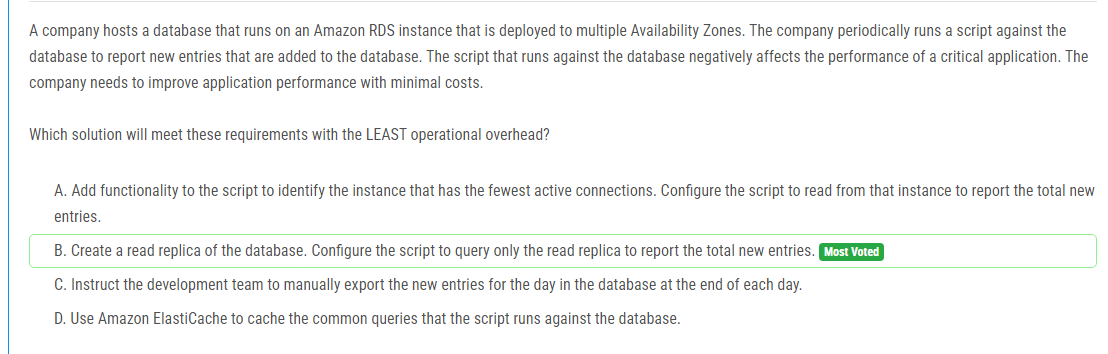 A company hosts a database that runs on an Amazon RDS instance that is deployed to multiple Availability Zones. The company periodically runs a script against the
database to report new entries that are added to the database. The script that runs against the database negatively affects the performance of a critical application. The
company needs to improve application performance with minimal costs.
Which solution will meet these requirements with the LEAST operational overhead?
A. Add functionality to the script to identify the instance that has the fewest active connections. Configure the script to read from that instance to report the total new
entries.
B. Create a read replica of the database. Configure the script to query only the read replica to report the total new entries. Most Voted
C. Instruct the development team to manually export the new entries for the day in the database at the end of each day.
D. Use Amazon ElastiCache to cache the common queries that the script runs against the database.